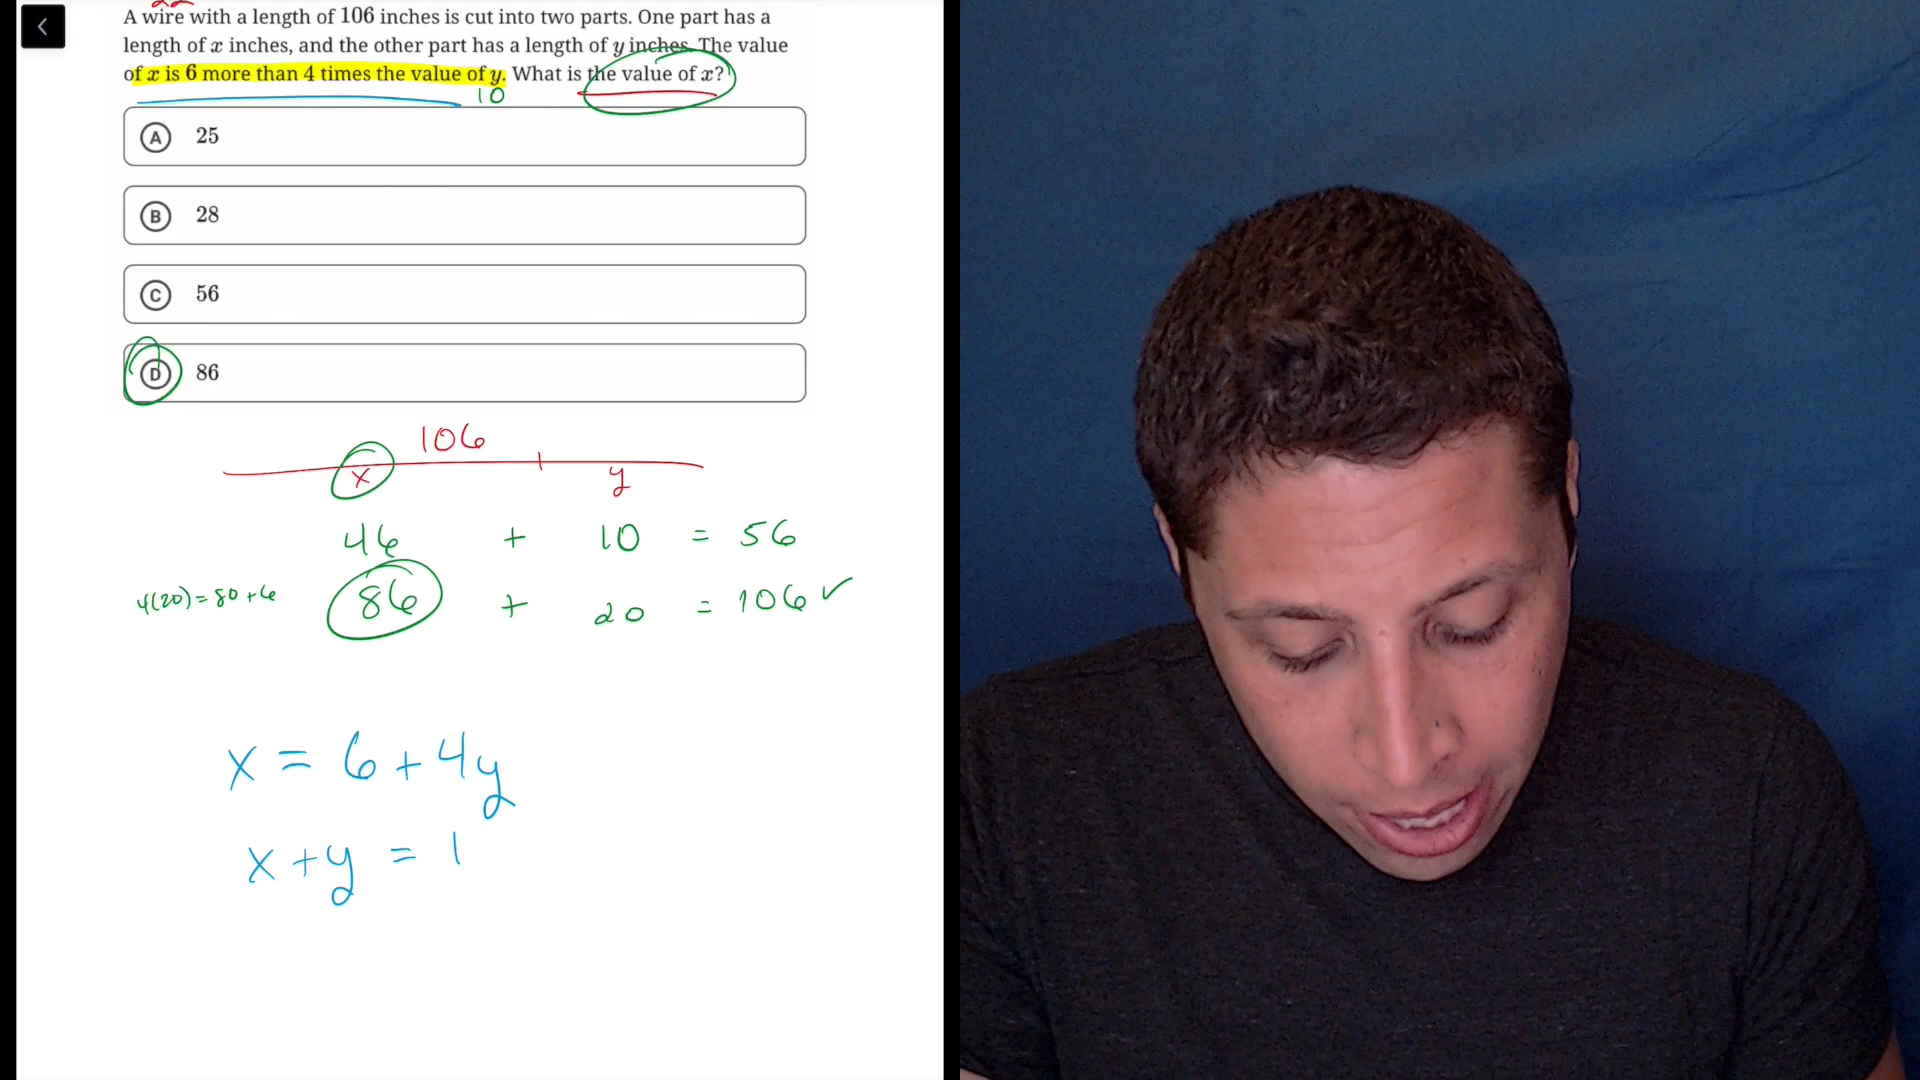 A wire with a length of 106 inches is cut into two parts. One part has a
length of x inches, and the other part has a length of y inches. The value
of x is 6 more than 4 times the value of y. What is the value of x?
10
A 25
B 28
C 56
D 86
106
x y
46 + 10 = 56
4(20)=80+6 86 + 20 = 106 ✓
x = 6 + 4y
x + y = 1